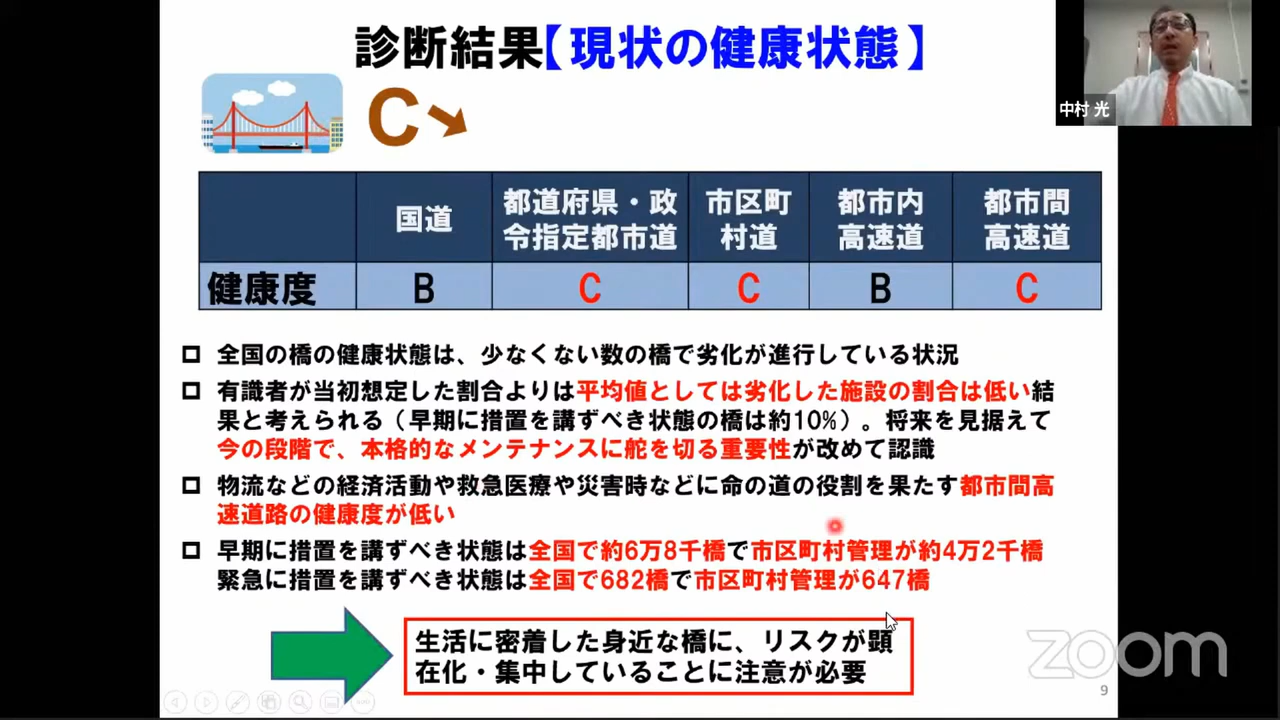 診断結果【現状の健康状態】
中村 光
C
国道
都道府県・政
令指定都市道
市区町
村道
都市内
高速道
都市間
高速道
健康度 B C C B C
全国の橋の健康状態は、少なくない数の橋で劣化が進行している状況
有識者が当初想定した割合よりは平均値としては劣化した施設の割合は低い結
果と考えられる（早期に措置を講ずべき状態の橋は約10%）。将来を見据えて
今の段階で、本格的なメンテナンスに舵を切る重要性が改めて認識
物流などの経済活動や救急医療や災害時などに命の道の役割を果たす都市間高
速道路の健康度が低い
早期に措置を講ずべき状態は全国で約6万8千橋で市区町村管理が約4万2千橋
緊急に措置を講ずべき状態は全国で682橋で市区町村管理が647橋
生活に密着した身近な橋に、リスクが顕
在化・集中していることに注意が必要
zoom
9